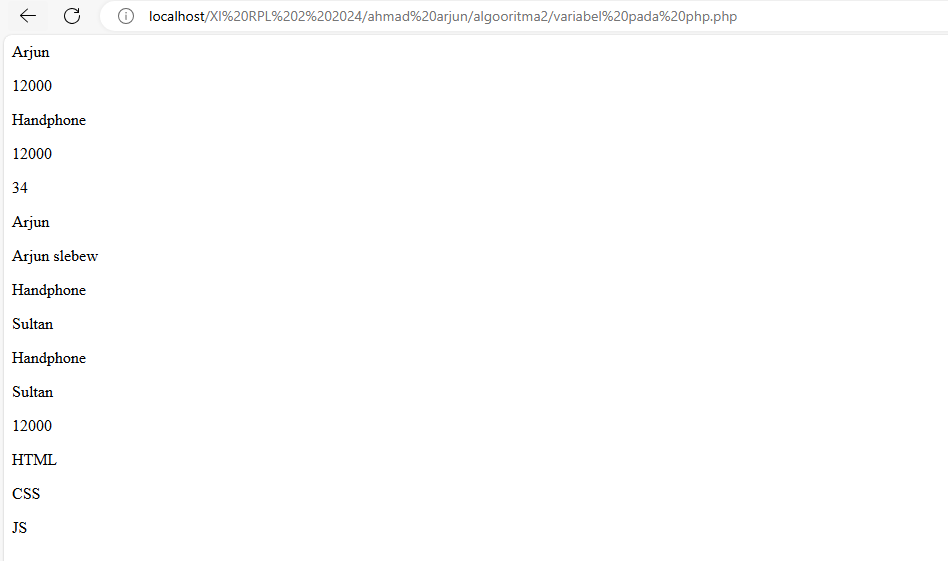 localhost/XI%20RPL%202%202024/ahmad%20arjun/algooritma2/variabel%20pada%20php.php
Arjun
12000
Handphone
12000
34
Arjun
Arjun slebew
Handphone
Sultan
Handphone
Sultan
12000
HTML
CSS
JS